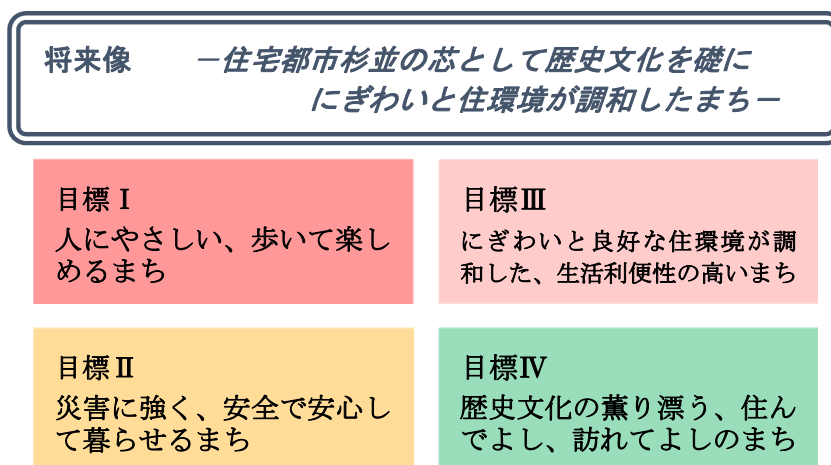 将来像 －住宅都市杉並の芯として歴史文化を礎に
にぎわいと住環境が調和したまち－
目標Ⅰ
人にやさしい、歩いて楽し
めるまち
目標Ⅲ
にぎわいと良好な住環境が調
和した、生活利便性の高いまち
目標Ⅱ
災害に強く、安全で安心し
て暮らせるまち
目標Ⅳ
歴史文化の薫り漂う、住ん
でよし、訪れてよしのまち